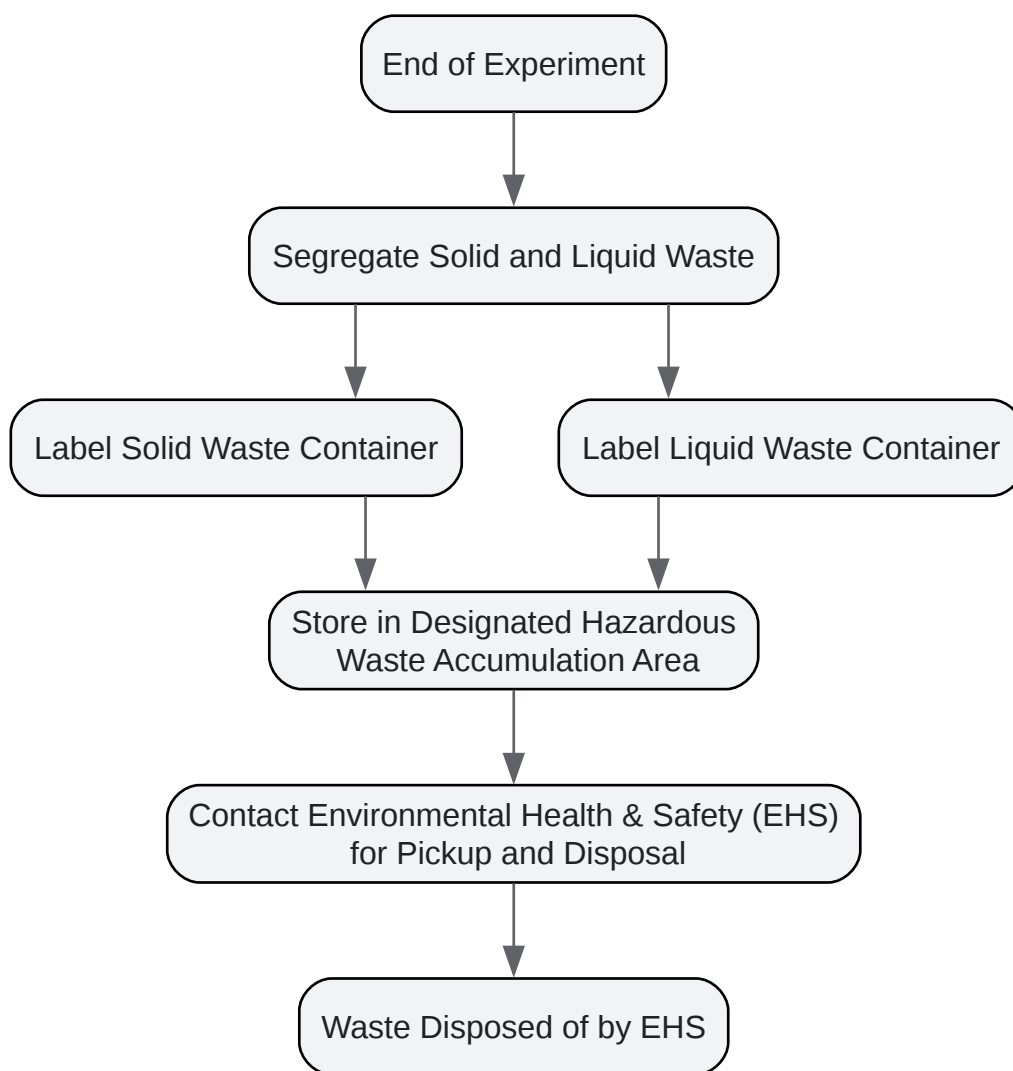 End of Experiment
Segregate Solid and Liquid Waste
Label Solid Waste Container
Label Liquid Waste Container
Store in Designated Hazardous
Waste Accumulation Area
Contact Environmental Health & Safety (EHS)
for Pickup and Disposal
Waste Disposed of by EHS